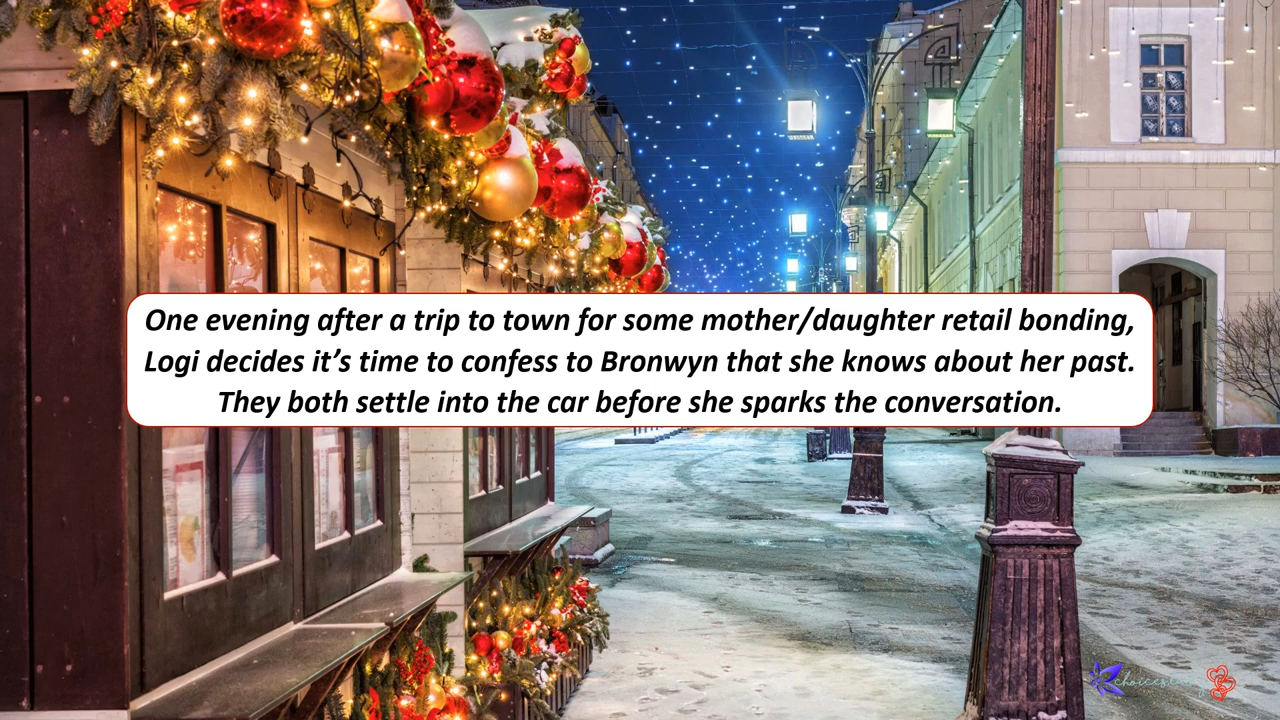 One evening after a trip to town for some mother/daughter retail bonding,
Logi decides it’s time to confess to Bronwyn that she knows about her past.
They both settle into the car before she sparks the conversation.